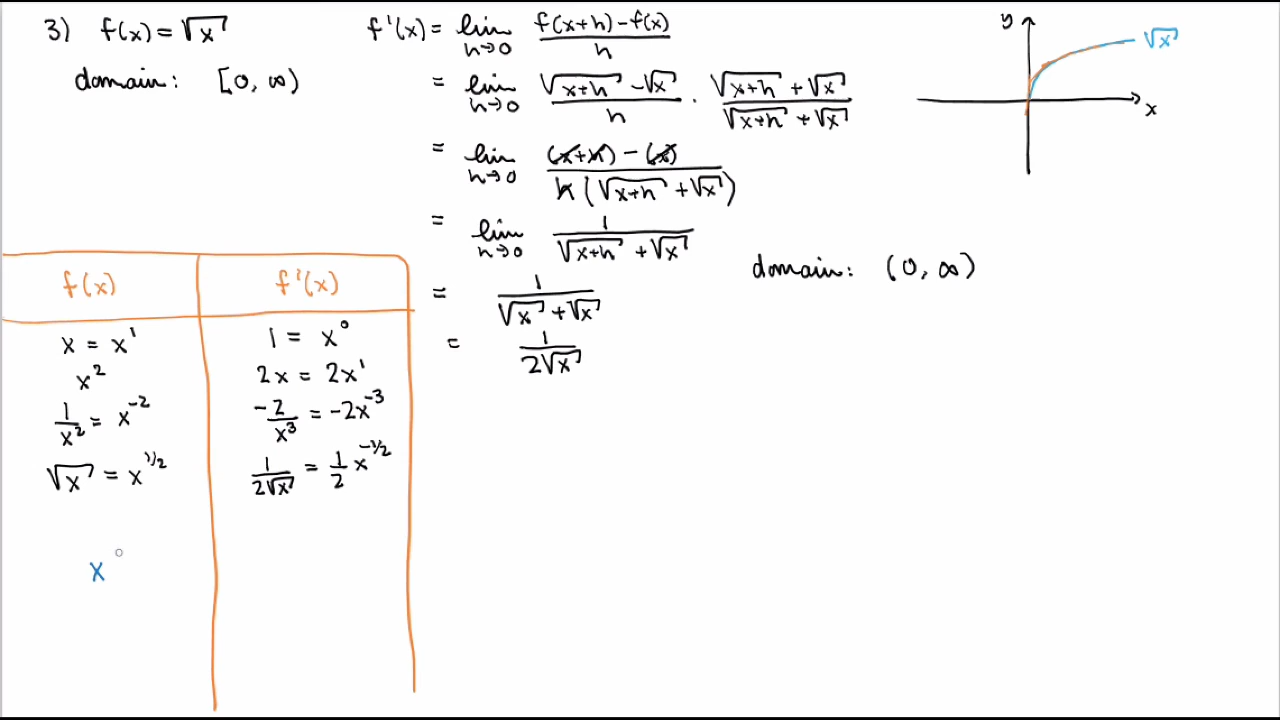 3) f(x) = √x
domain: [0, ∞)
f'(x) = lim h→0 (f(x+h) - f(x))/h
= lim h→0 (√(x+h) - √x)/h · (√(x+h) + √x)/(√(x+h) + √x)
= lim h→0 ((x+h) - (x))/(h(√(x+h) + √x))
= lim h→0 1/(√(x+h) + √x)
= 1/(√x + √x)
= 1/(2√x)
domain: (0, ∞)
y
√x
x
f(x) f'(x)
x = x¹ 1 = x⁰
x² 2x = 2x¹
1/x² = x⁻² -2/x³ = -2x⁻³
√x = x^(1/2) 1/(2√x) = 1/2 x^(-1/2)
x